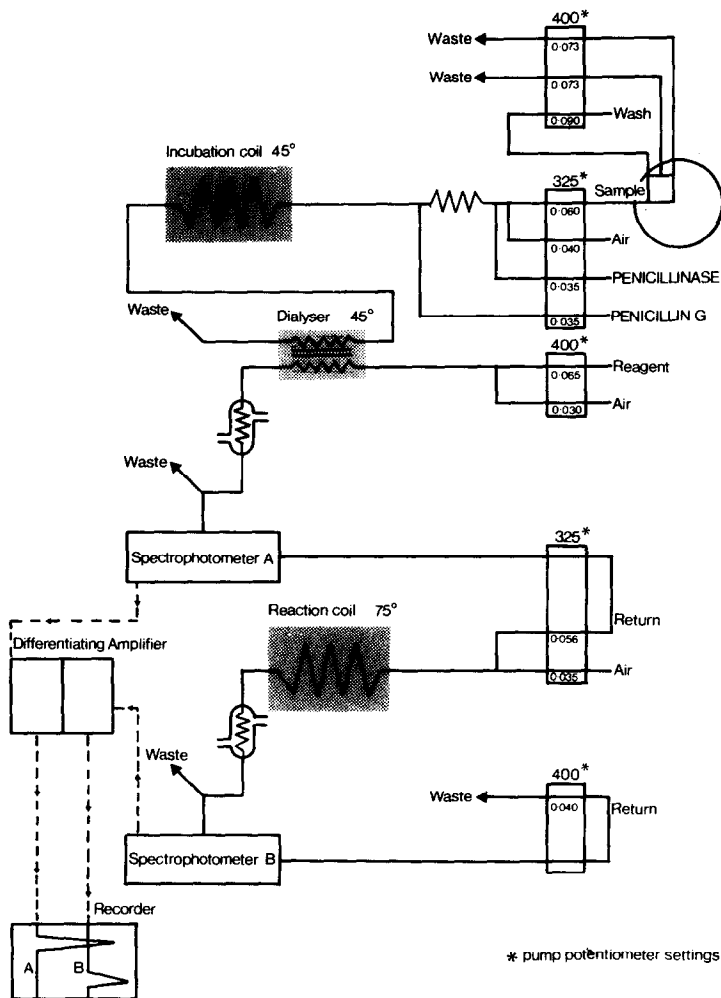 400*
Waste
0·073
Waste
0·073
Wash
0·090
Incubation coil 45°
325*
Sample
0·060
Air
0·040
PENICILLINASE
0·035
Waste
Dialyser 45°
PENICILLIN G
0·035
400*
Reagent
0·065
Air
0·030
Waste
325*
Spectrophotometer A
Reaction coil 75°
Return
0·056
Differentiating Amplifier
Air
0·035
Waste
400*
Waste
0·040
Return
Spectrophotometer B
Recorder
A
B
* pump potentiometer settings